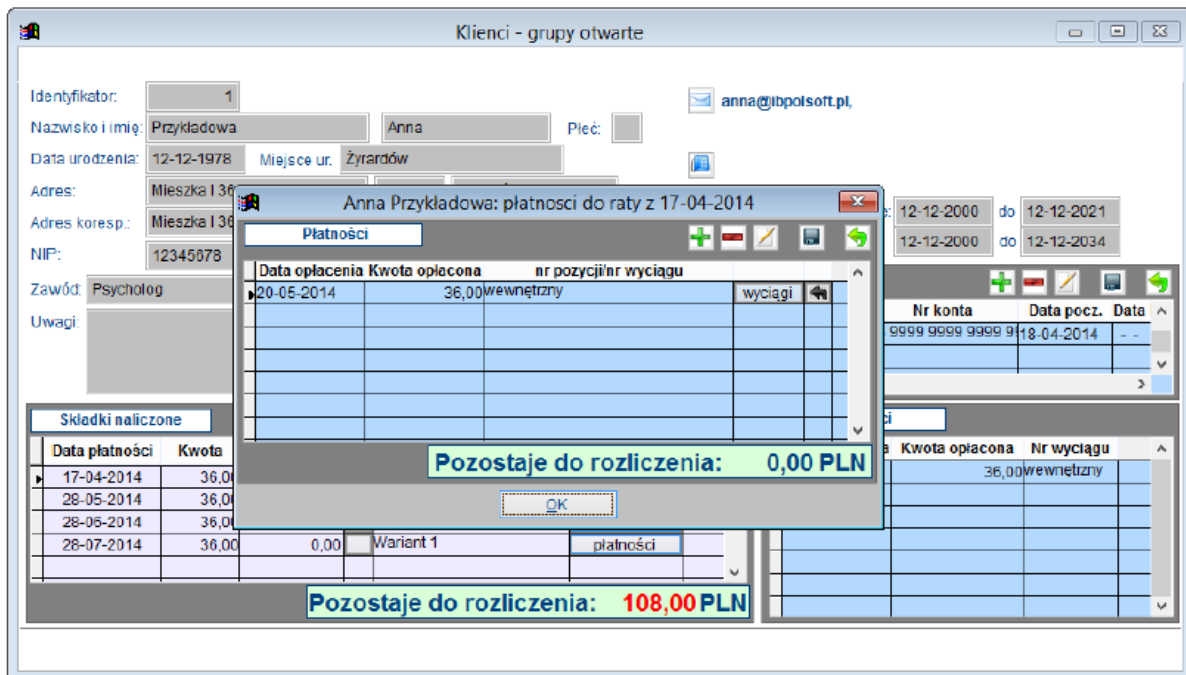 Klienci - grupy otwarte
Identyfikator: 1
anna@ibpolsoft.pl,
Nazwisko i imię: Przykładowa Anna Płeć:
Data urodzenia: 12-12-1978 Miejsce ur. Żyrardów
Adres: Mieszka I 36
Adres koresp.: Mieszka I 36
NIP: 12345678
Zawód: Psycholog
Uwagi:
12-12-2000 do 12-12-2021
12-12-2000 do 12-12-2034
Nr konta Data pocz. Data
9999 9999 9999 9 18-04-2014 - -
Anna Przykładowa: płatnosci do raty z 17-04-2014
Płatności
Data opłacenia Kwota opłacona nr pozycji/nr wyciągu
20-05-2014 36,00 wewnętrzny wyciągi
Pozostaje do rozliczenia: 0,00 PLN
OK
Składki naliczone
Data płatności Kwota
17-04-2014 36,0
28-05-2014 36,0
28-06-2014 36,0
28-07-2014 36,00 0,00 Wariant 1 płatności
Pozostaje do rozliczenia: 108,00 PLN
ci
a Kwota opłacona Nr wyciągu
36,00 wewnętrzny